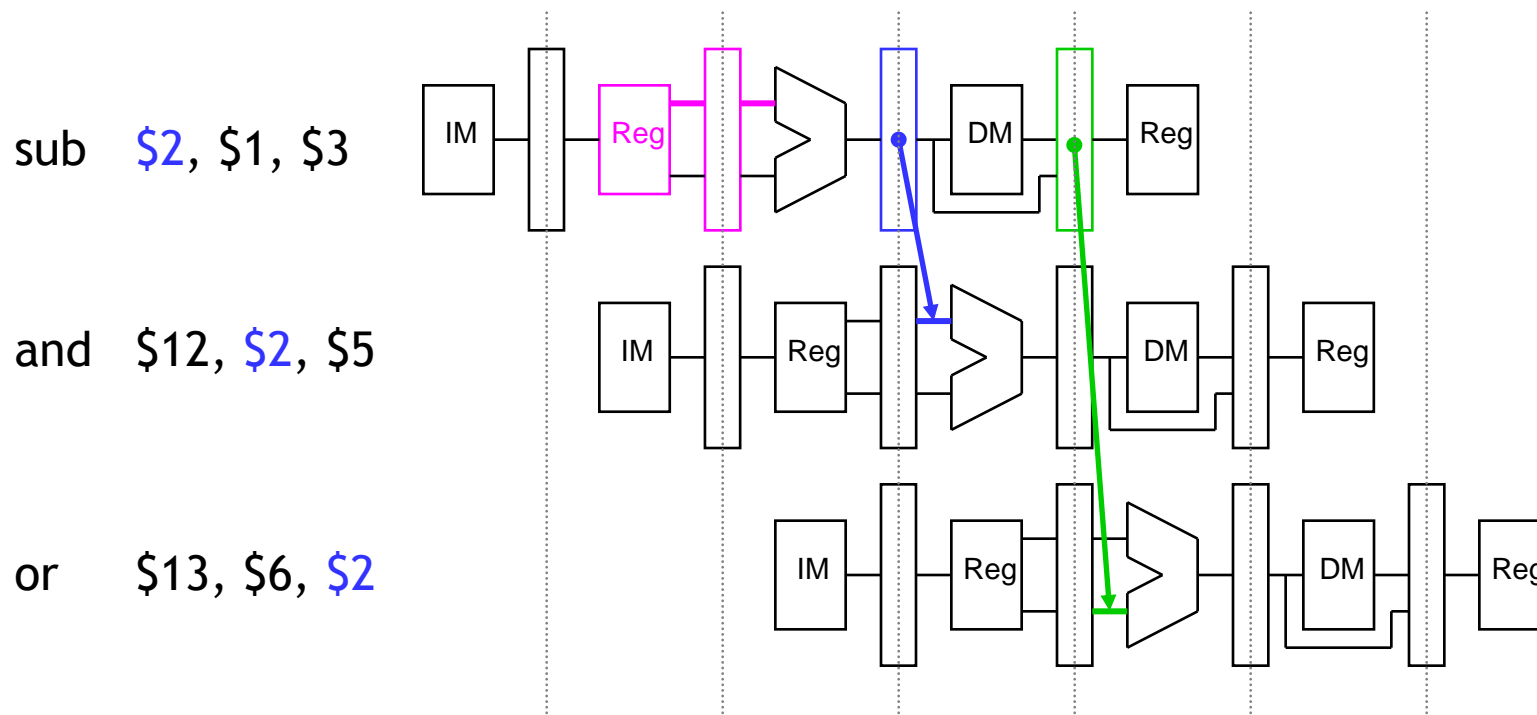 sub $2, $1, $3 IM Reg DM Reg
and $12, $2, $5 IM Reg DM Reg
or $13, $6, $2 IM Reg DM Reg